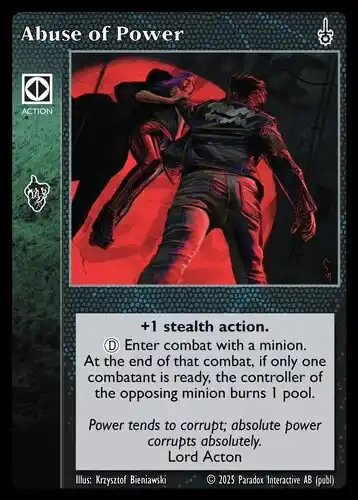 Abuse of Power
ACTION
+1 stealth action.
Ⓓ Enter combat with a minion.
At the end of that combat, if only one
combatant is ready, the controller of
the opposing minion burns 1 pool.
Power tends to corrupt; absolute power
corrupts absolutely.
Lord Acton
Illus: Krzysztof Bieniawski © 2025 Paradox Interactive AB (publ)